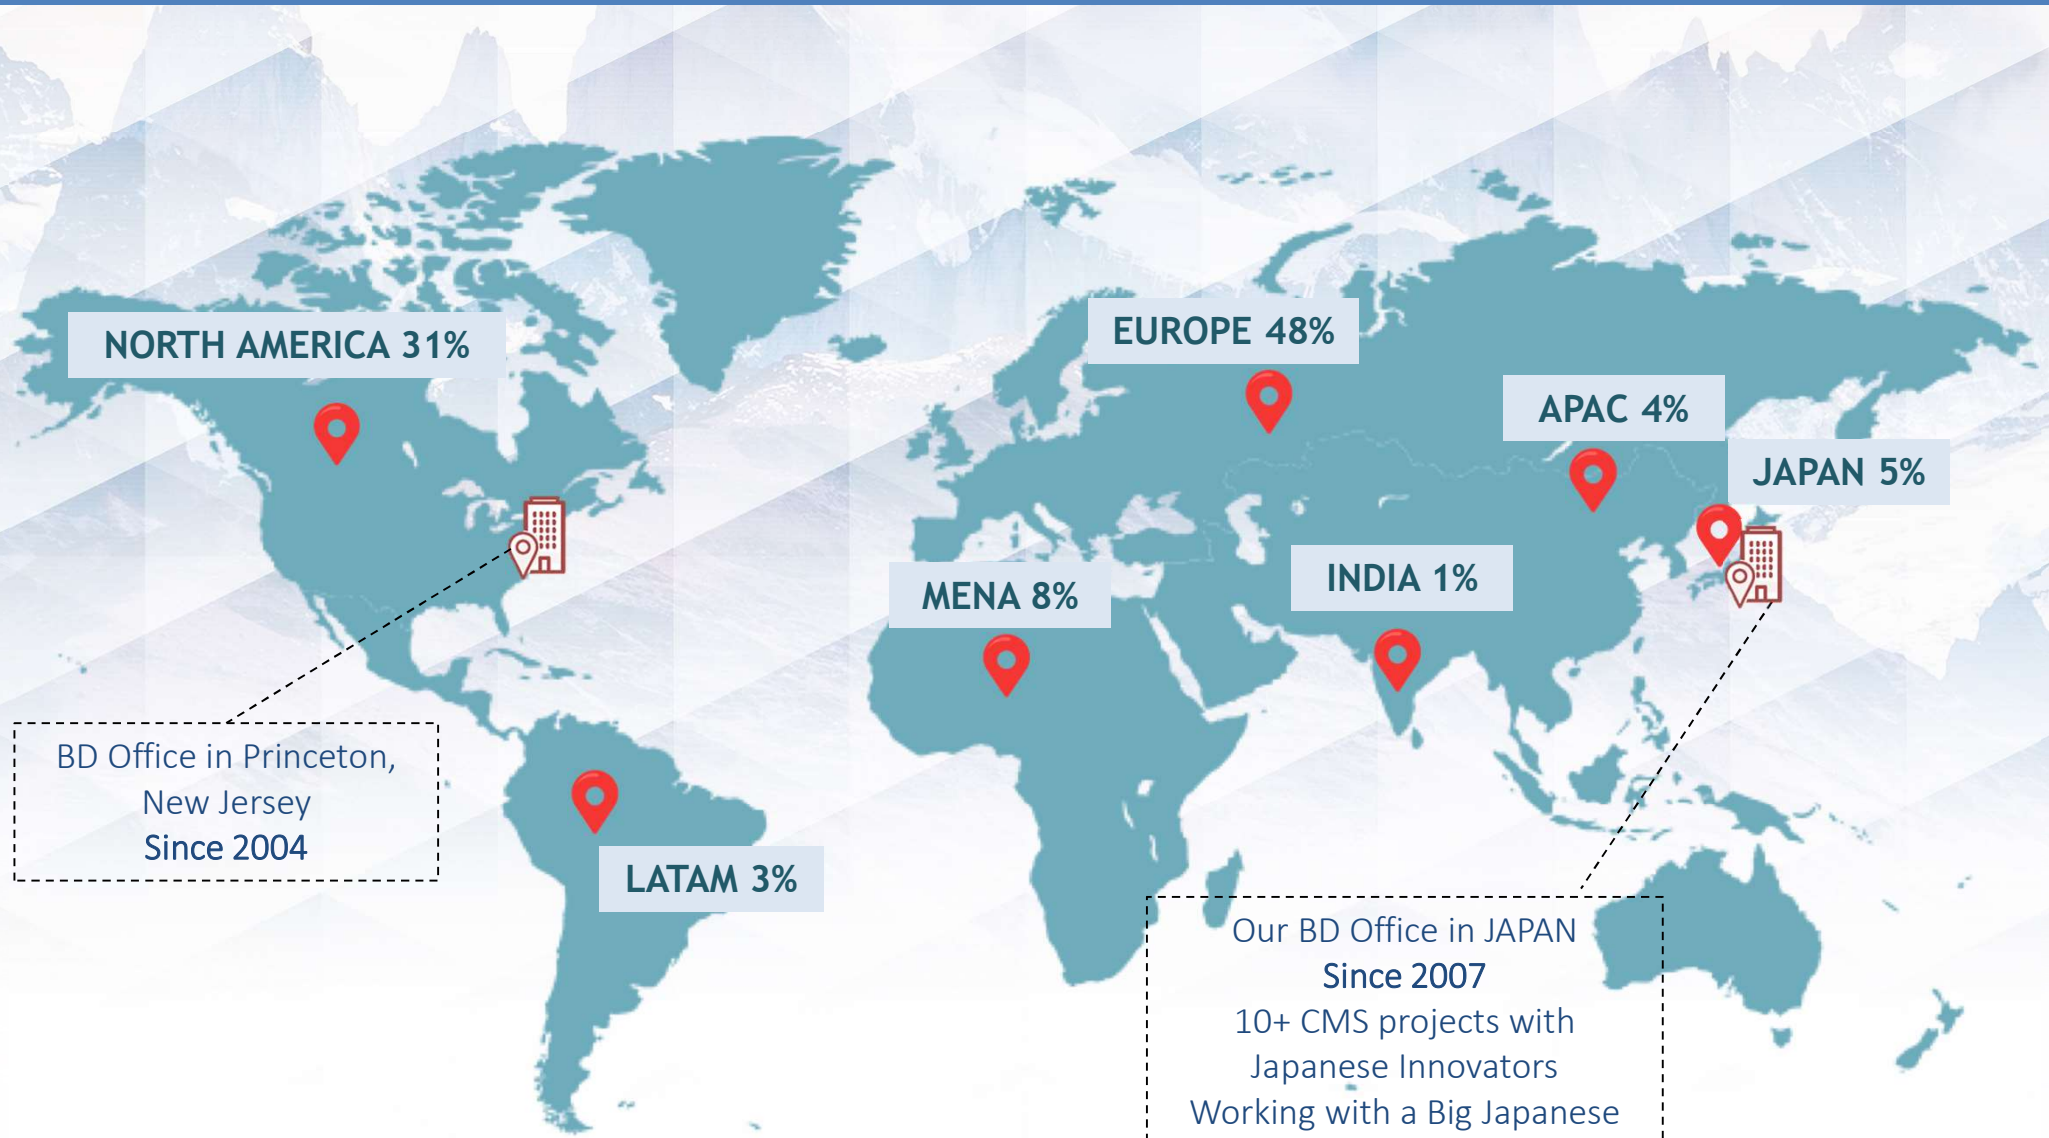 NORTH AMERICA 31%
EUROPE 48%
APAC 4%
JAPAN 5%
MENA 8%
INDIA 1%
BD Office in Princeton,
New Jersey
Since 2004
LATAM 3%
Our BD Office in JAPAN
Since 2007
10+ CMS projects with
Japanese Innovators
Working with a Big Japanese